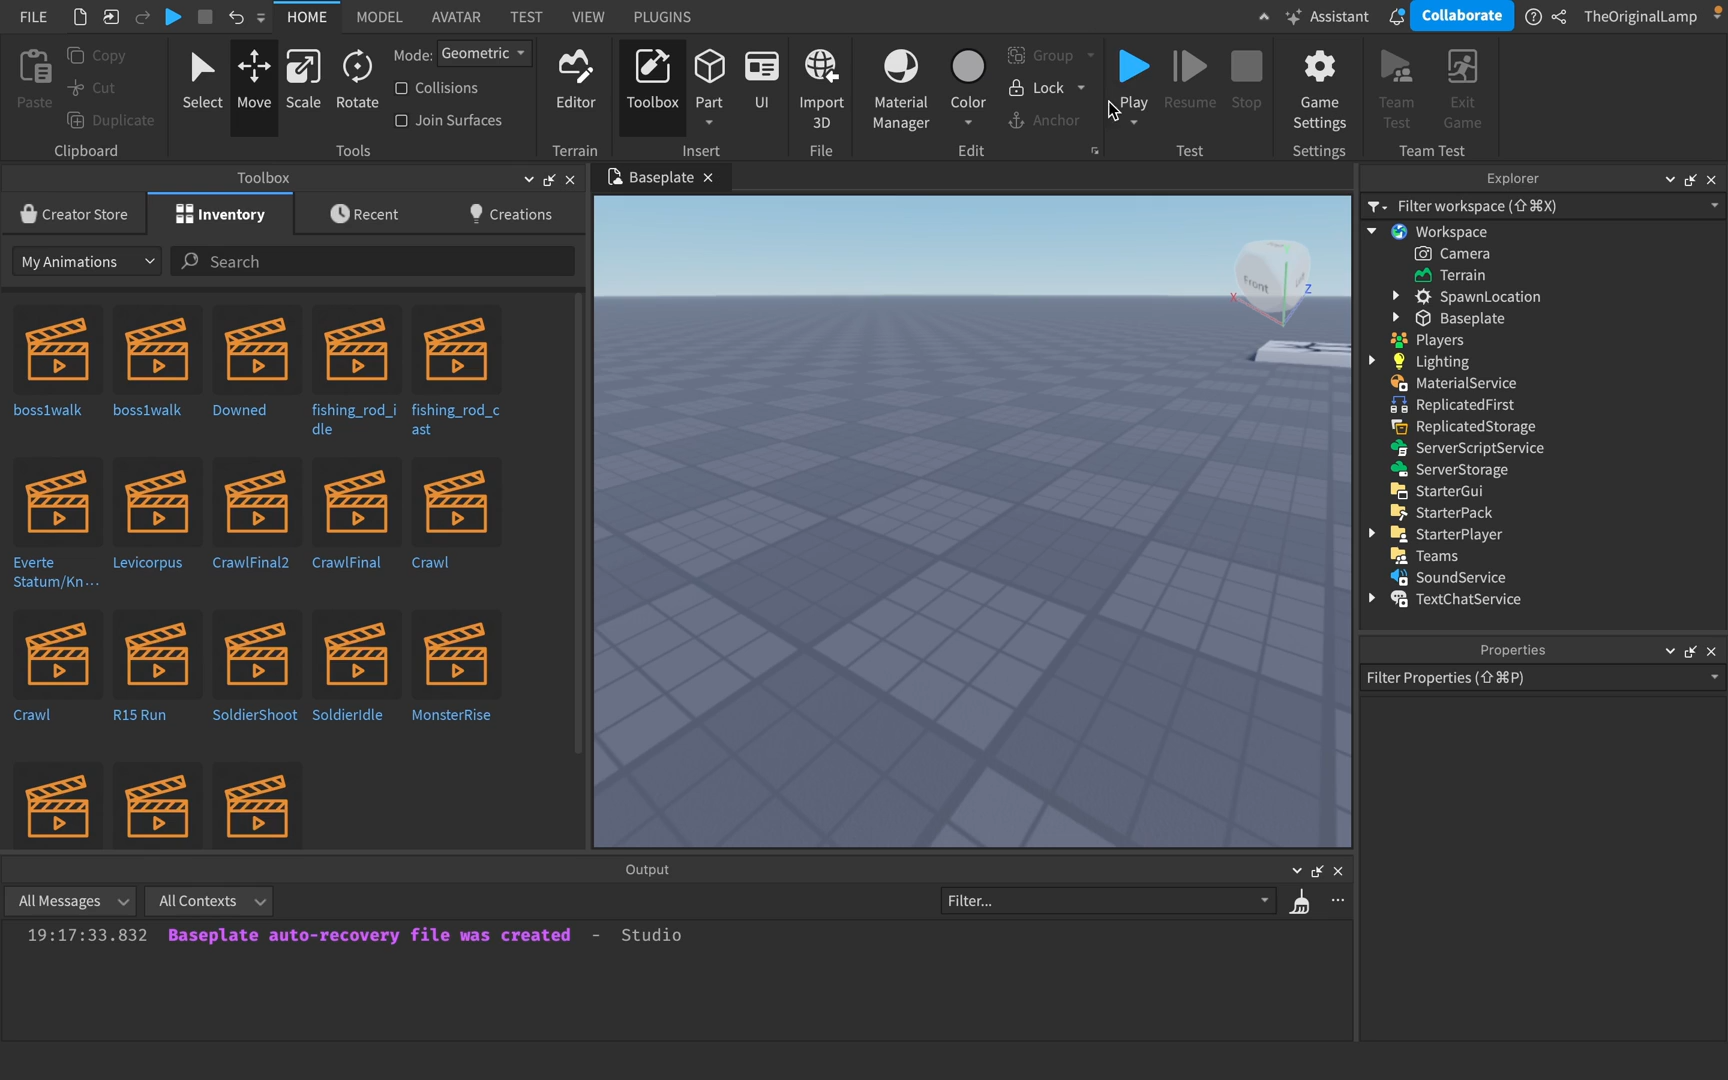 FILE HOME MODEL AVATAR TEST VIEW PLUGINS Assistant Collaborate TheOriginalLamp
Paste Copy Cut Duplicate
Clipboard
Select Move Scale Rotate
Mode: Geometric
Collisions
Join Surfaces
Tools
Editor
Terrain
Toolbox Part UI
Insert
Import
3D
File
Material
Manager
Color
Group
Lock
Anchor
Edit
Play Resume Stop
Test
Game
Settings
Settings
Team
Test
Exit
Game
Team Test
Toolbox
Creator Store Inventory Recent Creations
My Animations Search
boss1walk boss1walk Downed fishing_rod_i
dle fishing_rod_c
ast
Everte
Statum/Kn... Levicorpus CrawlFinal2 CrawlFinal Crawl
Crawl R15 Run SoldierShoot SoldierIdle MonsterRise
Baseplate
Front
X
Z
Explorer
Filter workspace (⇧⌘X)
Workspace
Camera
Terrain
SpawnLocation
Baseplate
Players
Lighting
MaterialService
ReplicatedFirst
ReplicatedStorage
ServerScriptService
ServerStorage
StarterGui
StarterPack
StarterPlayer
Teams
SoundService
TextChatService
Properties
Filter Properties (⇧⌘P)
Output
All Messages All Contexts Filter...
19:17:33.832 Baseplate auto-recovery file was created - Studio